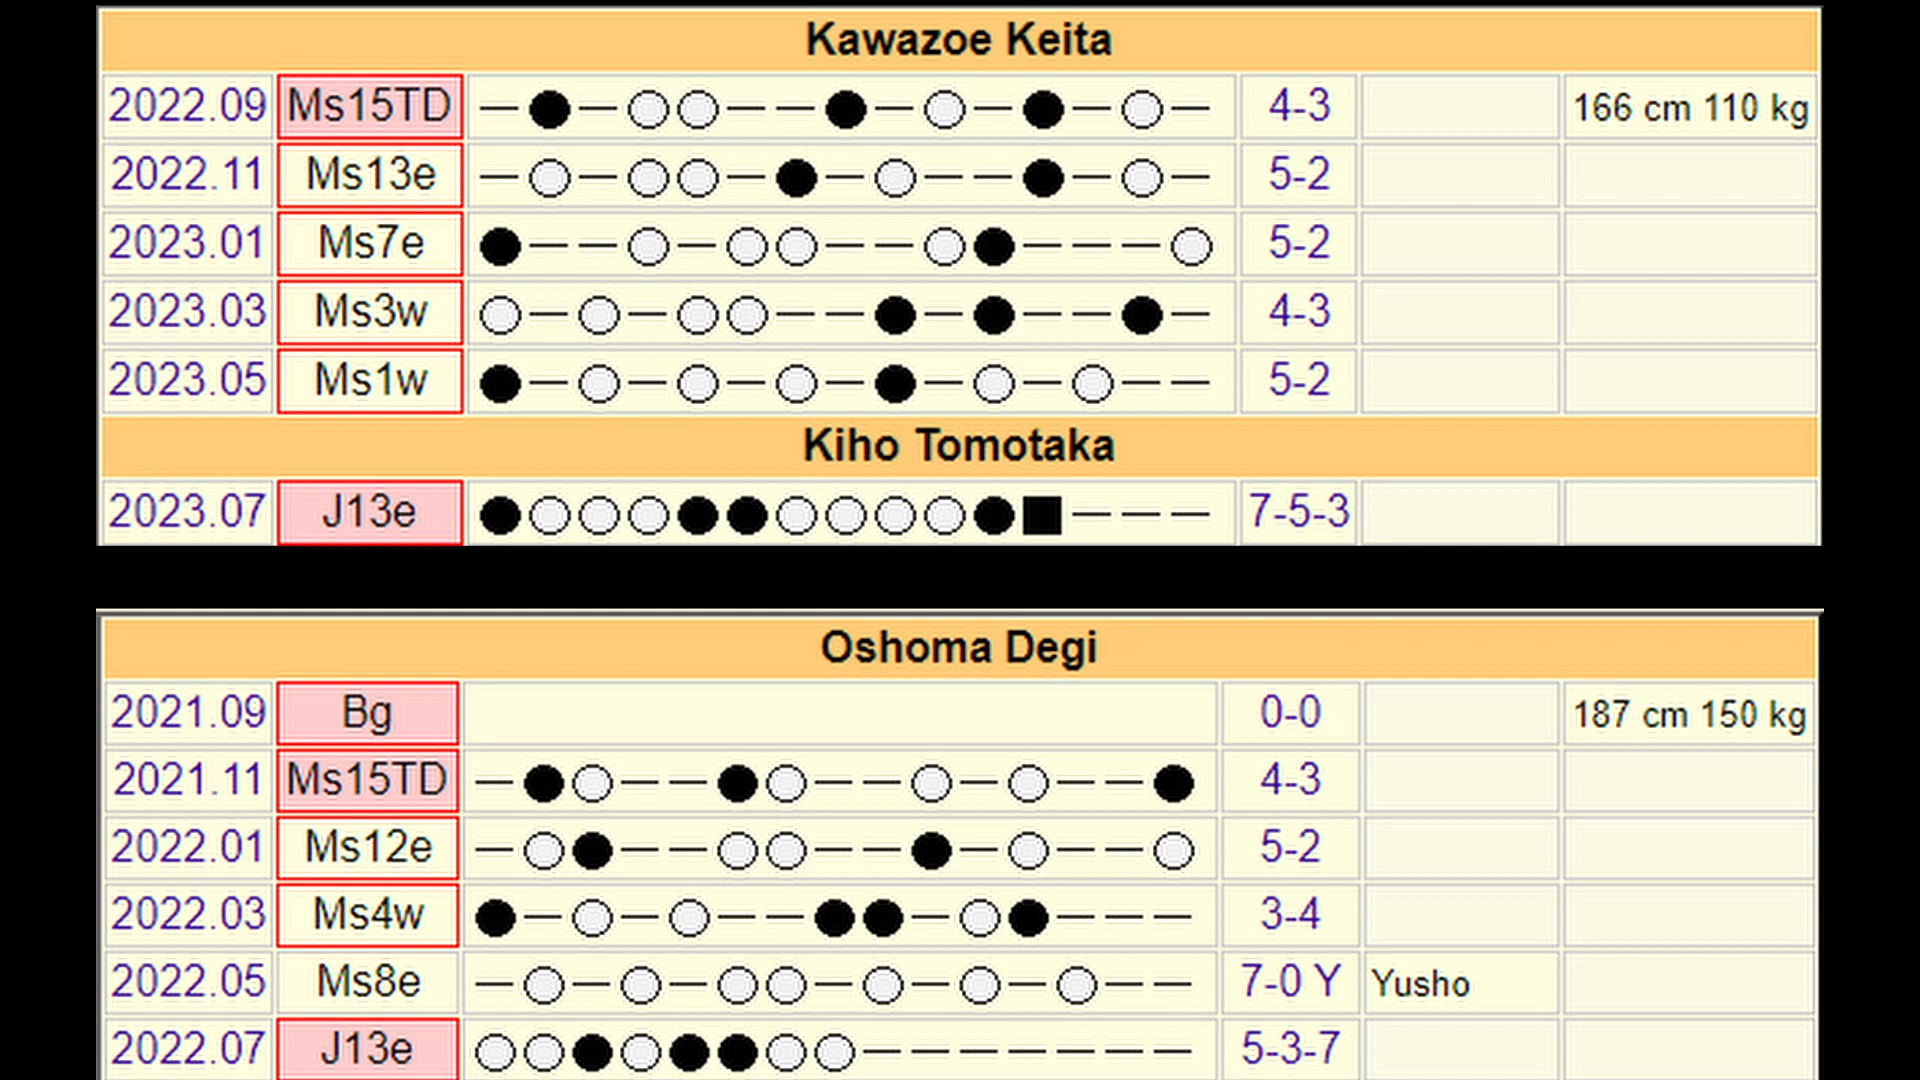 Kawazoe Keita
2022.09 Ms15TD 4-3 166 cm 110 kg
2022.11 Ms13e 5-2
2023.01 Ms7e 5-2
2023.03 Ms3w 4-3
2023.05 Ms1w 5-2
Kiho Tomotaka
2023.07 J13e 7-5-3
Oshoma Degi
2021.09 Bg 0-0 187 cm 150 kg
2021.11 Ms15TD 4-3
2022.01 Ms12e 5-2
2022.03 Ms4w 3-4
2022.05 Ms8e 7-0 Y Yusho
2022.07 J13e 5-3-7